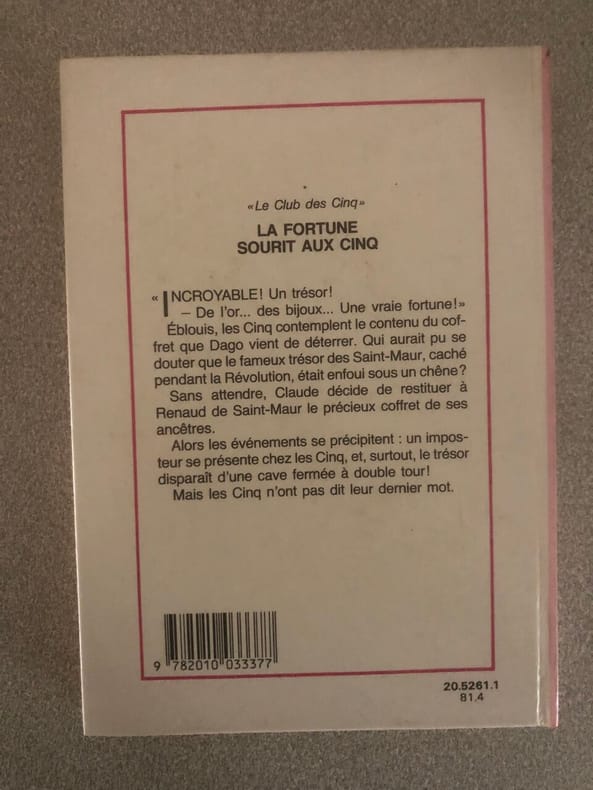 «Le Club des Cinq»
LA FORTUNE
SOURIT AUX CINQ
« INCROYABLE! Un trésor!
– De l'or... des bijoux... Une vraie fortune!»
Éblouis, les Cinq contemplent le contenu du cof-
fret que Dago vient de déterrer. Qui aurait pu se
douter que le fameux trésor des Saint-Maur, caché
pendant la Révolution, était enfoui sous un chêne?
Sans attendre, Claude décide de restituer à
Renaud de Saint-Maur le précieux coffret de ses
ancêtres.
Alors les événements se précipitent : un impos-
teur se présente chez les Cinq, et, surtout, le trésor
disparaît d'une cave fermée à double tour!
Mais les Cinq n'ont pas dit leur dernier mot.
9 782010 033377
20.5261.1
81.4